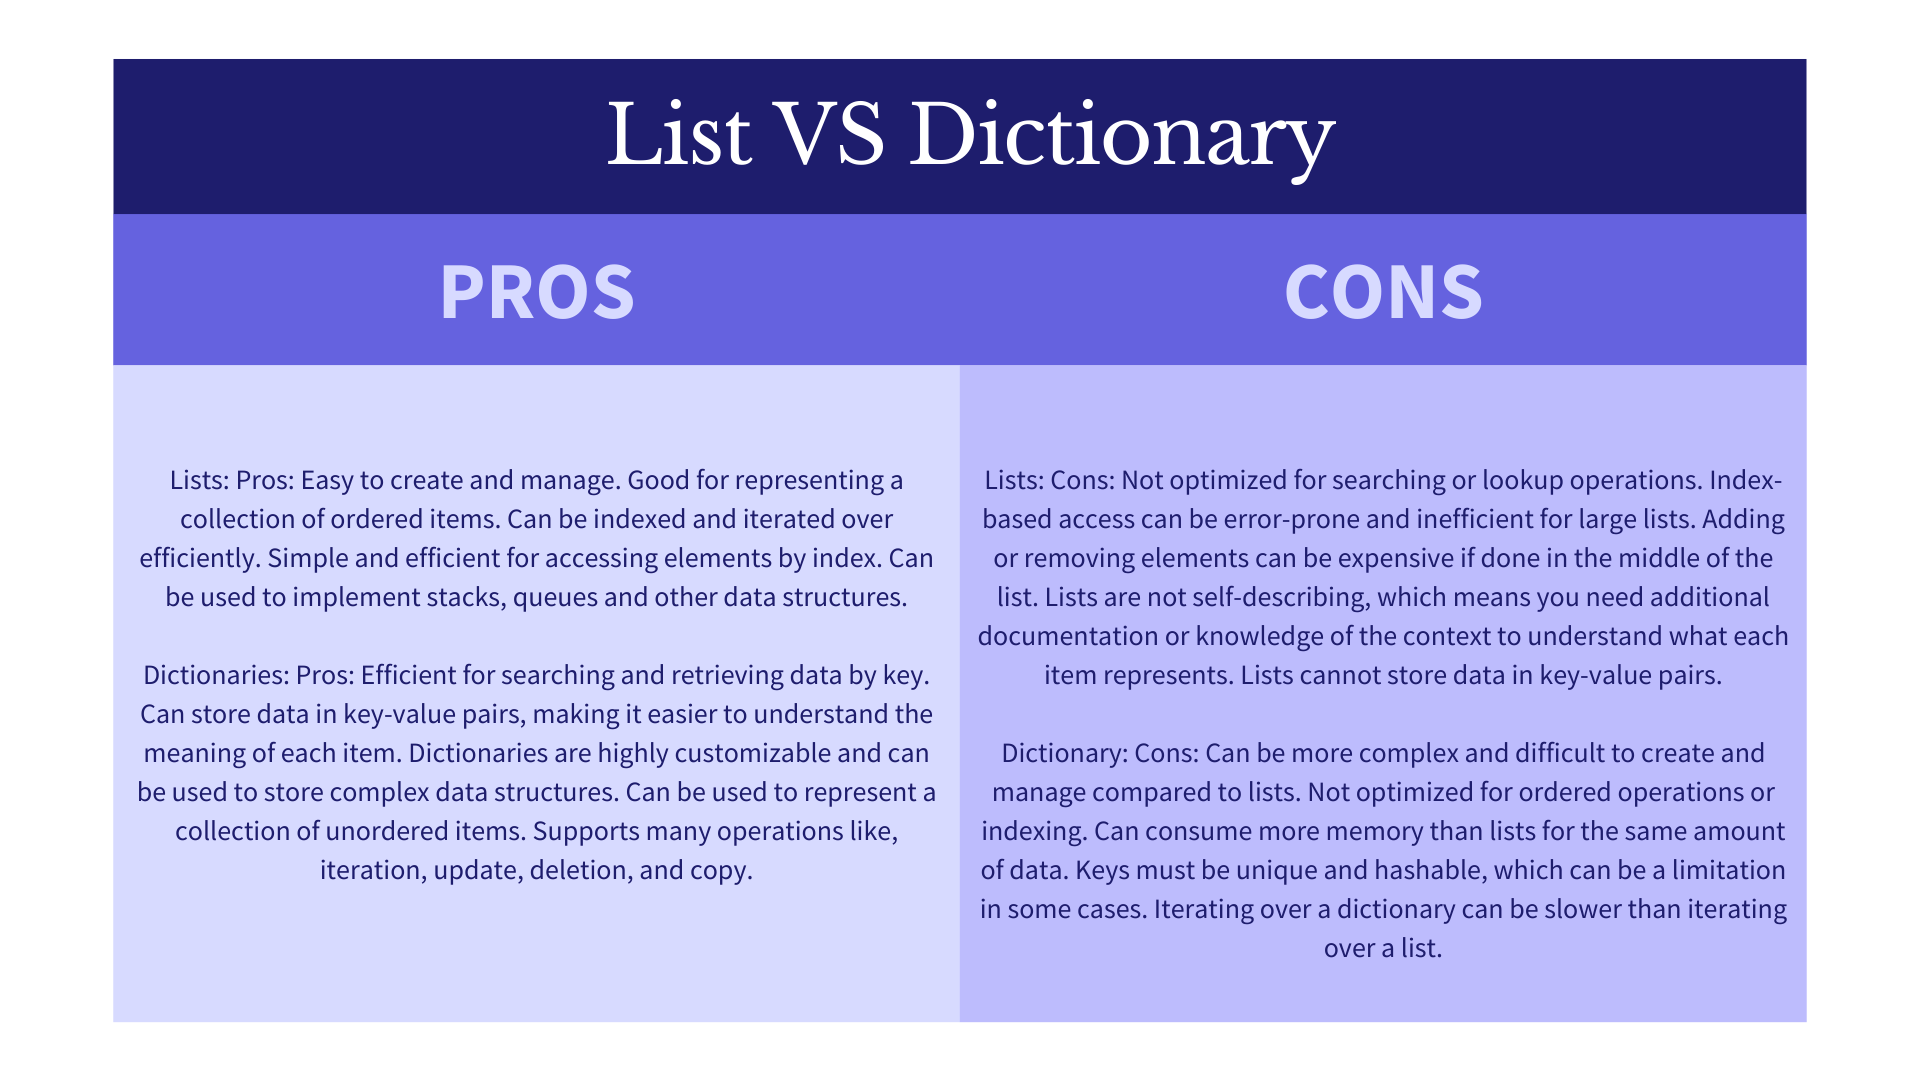 List VS Dictionary
PROS
CONS
Lists: Pros: Easy to create and manage. Good for representing a
collection of ordered items. Can be indexed and iterated over
efficiently. Simple and efficient for accessing elements by index. Can
be used to implement stacks, queues and other data structures.
Dictionaries: Pros: Efficient for searching and retrieving data by key.
Can store data in key-value pairs, making it easier to understand the
meaning of each item. Dictionaries are highly customizable and can
be used to store complex data structures. Can be used to represent a
collection of unordered items. Supports many operations like,
iteration, update, deletion, and copy.
Lists: Cons: Not optimized for searching or lookup operations. Index-
based access can be error-prone and inefficient for large lists. Adding
or removing elements can be expensive if done in the middle of the
list. Lists are not self-describing, which means you need additional
documentation or knowledge of the context to understand what each
item represents. Lists cannot store data in key-value pairs.
Dictionary: Cons: Can be more complex and difficult to create and
manage compared to lists. Not optimized for ordered operations or
indexing. Can consume more memory than lists for the same amount
of data. Keys must be unique and hashable, which can be a limitation
in some cases. Iterating over a dictionary can be slower than iterating
over a list.